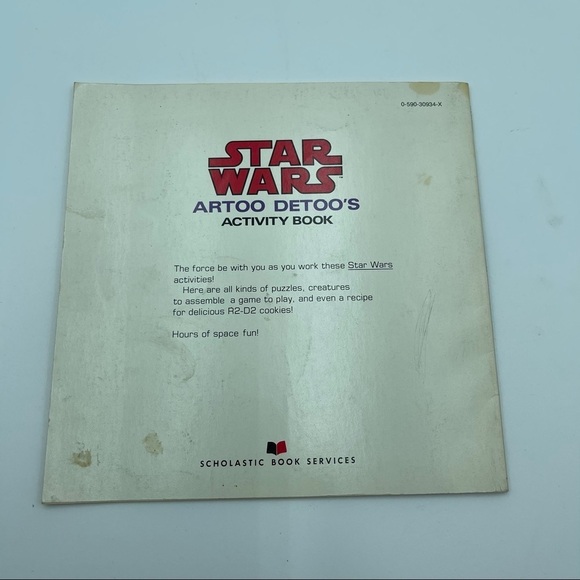 0-590-30934-X
STAR
WARS
ARTOO DETOO'S
ACTIVITY BOOK
The force be with you as you work these Star Wars
activities!
Here are all kinds of puzzles, creatures
to assemble a game to play, and even a recipe
for delicious R2-D2 cookies!
Hours of space fun!
SCHOLASTIC BOOK SERVICES